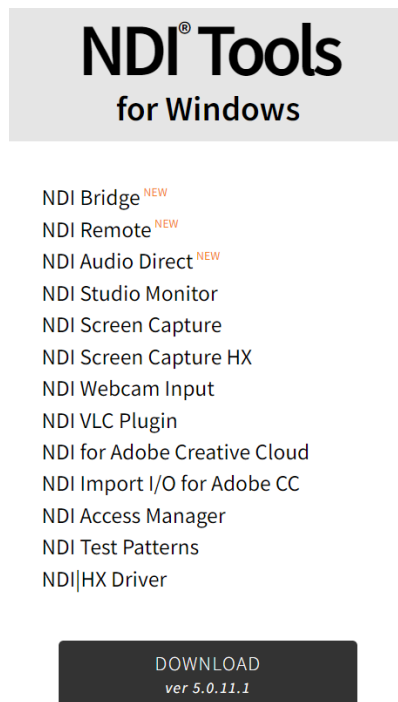 NDI® Tools
for Windows
NDI Bridge NEW
NDI Remote NEW
NDI Audio Direct NEW
NDI Studio Monitor
NDI Screen Capture
NDI Screen Capture HX
NDI Webcam Input
NDI VLC Plugin
NDI for Adobe Creative Cloud
NDI Import I/O for Adobe CC
NDI Access Manager
NDI Test Patterns
NDI|HX Driver
DOWNLOAD
ver 5.0.11.1